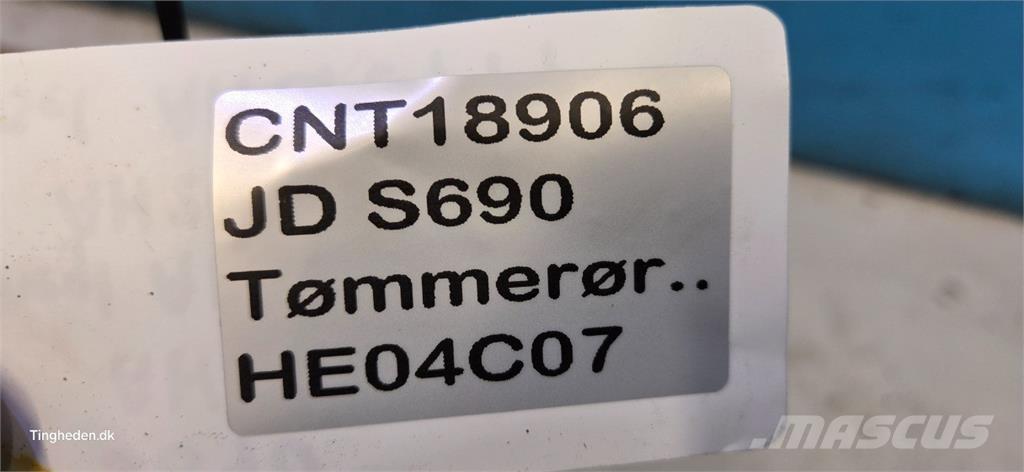 CNT18906
JD S690
Tømmerør..
HE04C07
Tingheden.dk
MASCUS